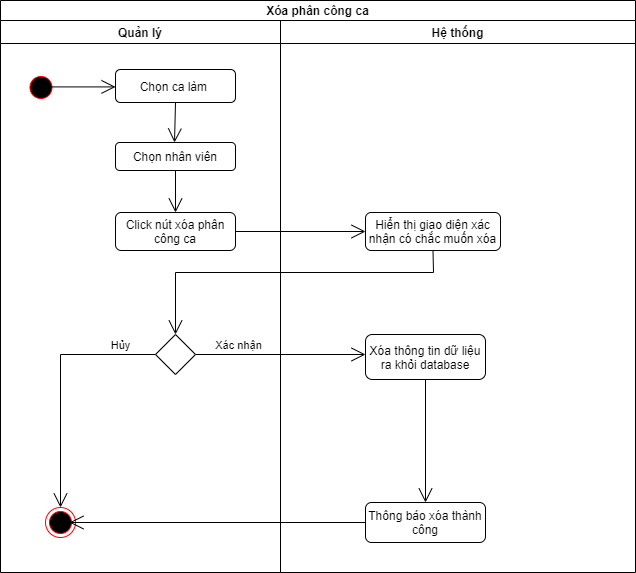 Xóa phân công ca
Quản lý
Hệ thống
Chọn ca làm
Chọn nhân viên
Click nút xóa phân
công ca
Hiển thị giao diện xác
nhận có chắc muốn xóa
Hủy
Xác nhận
Xóa thông tin dữ liệu
ra khỏi database
Thông báo xóa thành
công